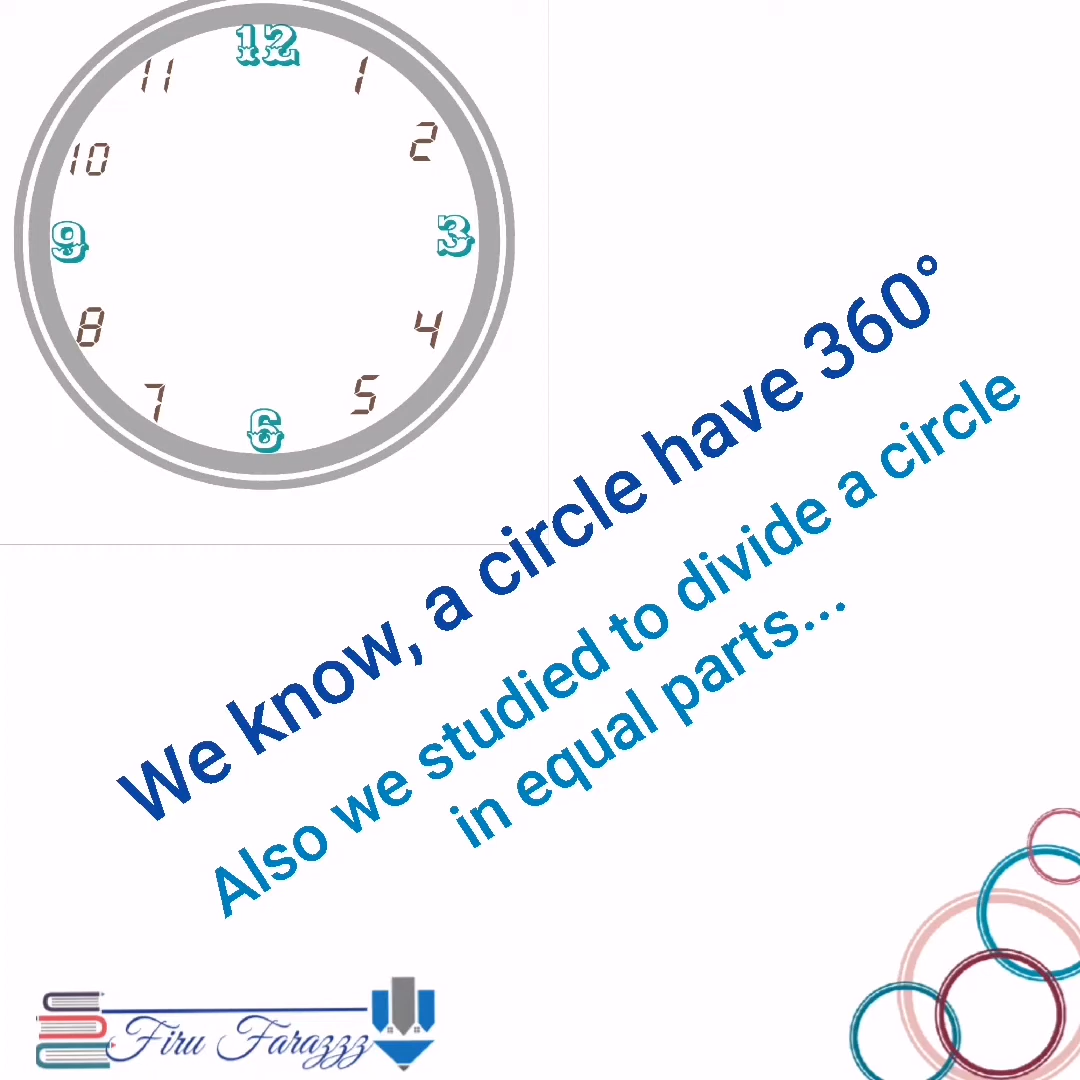 12
11 1
10 2
9 3
8 4
7 5
6
We know, a circle have 360°
Also we studied to divide a circle
in equal parts...
Firu Farazzz